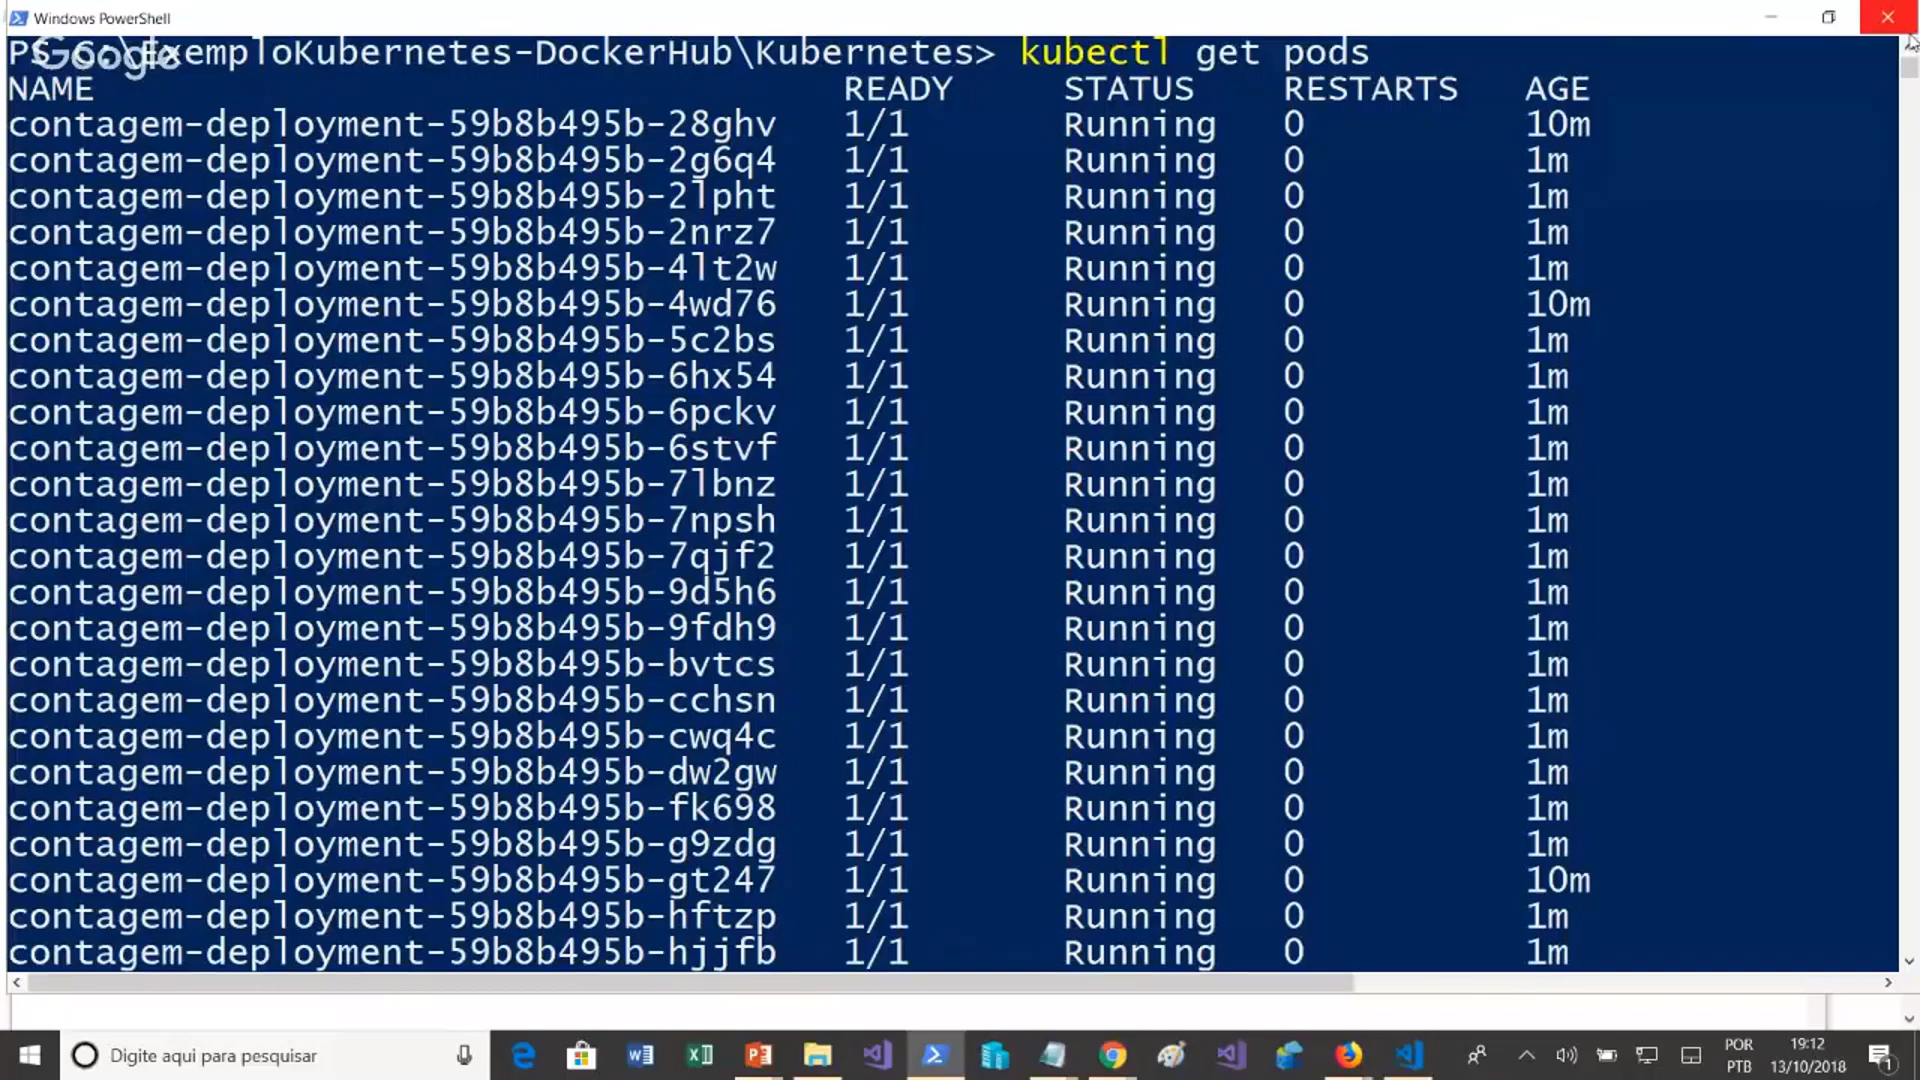 Windows PowerShell
PS C:\ExemploKubernetes-DockerHub\Kubernetes> kubectl get pods
Google
NAME READY STATUS RESTARTS AGE
contagem-deployment-59b8b495b-28ghv 1/1 Running 0 10m
contagem-deployment-59b8b495b-2g6q4 1/1 Running 0 1m
contagem-deployment-59b8b495b-2lpht 1/1 Running 0 1m
contagem-deployment-59b8b495b-2nrz7 1/1 Running 0 1m
contagem-deployment-59b8b495b-4lt2w 1/1 Running 0 1m
contagem-deployment-59b8b495b-4wd76 1/1 Running 0 10m
contagem-deployment-59b8b495b-5c2bs 1/1 Running 0 1m
contagem-deployment-59b8b495b-6hx54 1/1 Running 0 1m
contagem-deployment-59b8b495b-6pckv 1/1 Running 0 1m
contagem-deployment-59b8b495b-6stvf 1/1 Running 0 1m
contagem-deployment-59b8b495b-7lbnz 1/1 Running 0 1m
contagem-deployment-59b8b495b-7npsh 1/1 Running 0 1m
contagem-deployment-59b8b495b-7qjf2 1/1 Running 0 1m
contagem-deployment-59b8b495b-9d5h6 1/1 Running 0 1m
contagem-deployment-59b8b495b-9fdh9 1/1 Running 0 1m
contagem-deployment-59b8b495b-bvtcs 1/1 Running 0 1m
contagem-deployment-59b8b495b-cchsn 1/1 Running 0 1m
contagem-deployment-59b8b495b-cwq4c 1/1 Running 0 1m
contagem-deployment-59b8b495b-dw2gw 1/1 Running 0 1m
contagem-deployment-59b8b495b-fk698 1/1 Running 0 1m
contagem-deployment-59b8b495b-g9zdg 1/1 Running 0 1m
contagem-deployment-59b8b495b-gt247 1/1 Running 0 10m
contagem-deployment-59b8b495b-hftzp 1/1 Running 0 1m
contagem-deployment-59b8b495b-hjjfb 1/1 Running 0 1m
Digite aqui para pesquisar
POR
PTB
19:12
13/10/2018
1